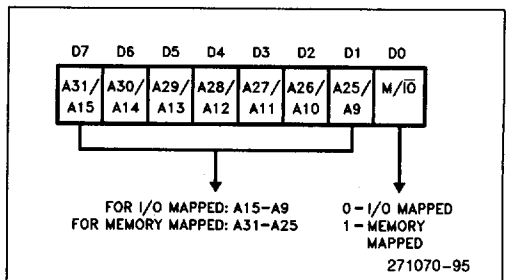 D7 D6 D5 D4 D3 D2 D1 D0
A31/ A30/ A29/ A28/ A27/ A26/ A25/ M/I̅O̅
A15 A14 A13 A12 A11 A10 A9
FOR I/O MAPPED: A15–A9
FOR MEMORY MAPPED: A31–A25
0 – I/O MAPPED
1 – MEMORY
MAPPED
271070–95